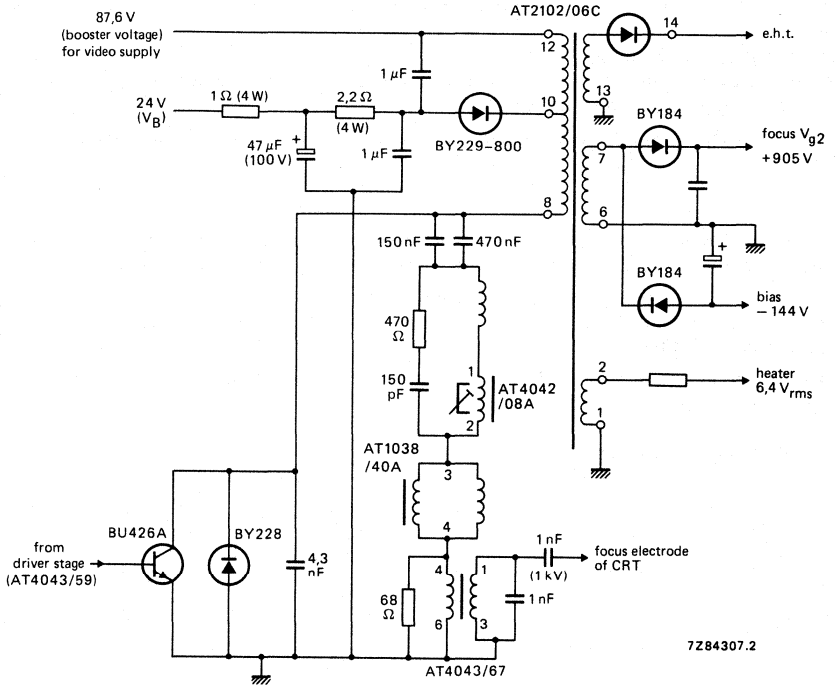 87,6 V
(booster voltage)
for video supply
AT2102/06C
12
14
e.h.t.
1 μF
13
24 V
(VB)
1 Ω (4W)
2,2 Ω
(4W)
10
BY229-800
47 μF
(100 V)
+
1 μF
BY184
7
focus Vg2
+905 V
8
6
150 nF
470 nF
+
BY184
bias
– 144 V
470
Ω
150
pF
1
AT4042
/08A
2
2
heater
6,4 Vrms
1
AT1038
/40A
3
4
BU426A
BY228
from
driver stage
(AT4043/59)
4,3
nF
1 nF
(1 kV)
focus electrode
of CRT
4
1
68
Ω
1 nF
6
3
AT4043/67
7Z84307.2